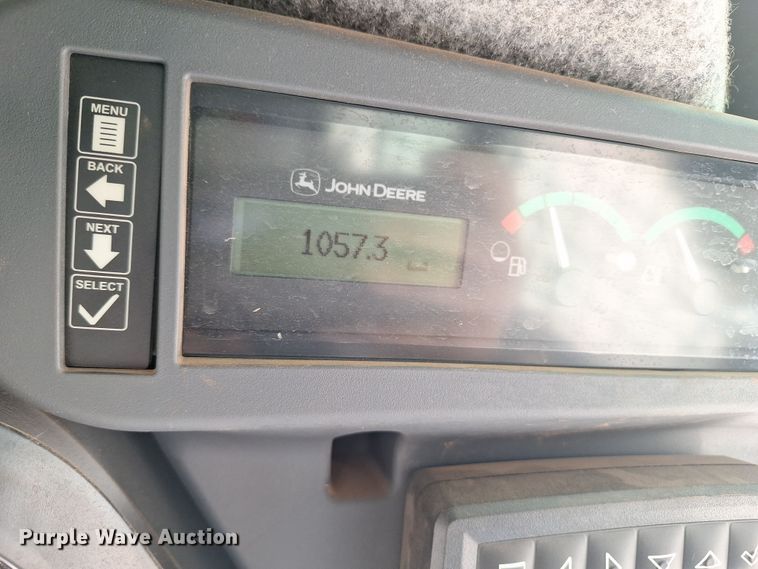 MENU
BACK
NEXT
SELECT
JOHN DEERE
1057.3
Purple Wave Auction